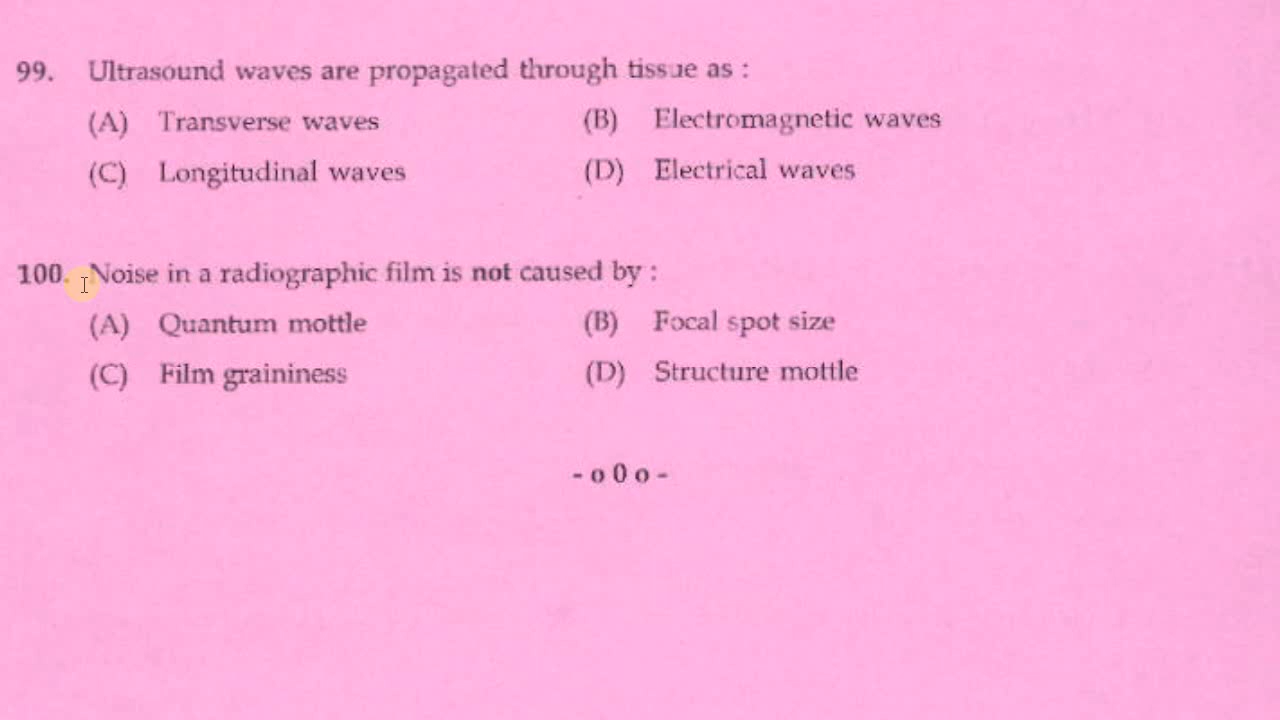 99. Ultrasound waves are propagated through tissue as :
(A) Transverse waves (B) Electromagnetic waves
(C) Longitudinal waves (D) Electrical waves
100. Noise in a radiographic film is not caused by :
(A) Quantum mottle (B) Focal spot size
(C) Film graininess (D) Structure mottle
- o 0 o -